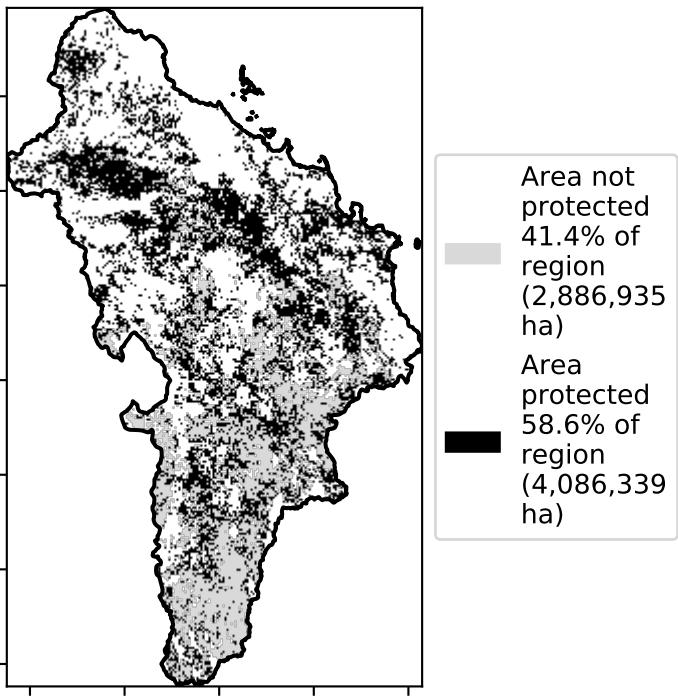 Area not
protected
41.4% of
region
(2,886,935
ha)
Area
protected
58.6% of
region
(4,086,339
ha)